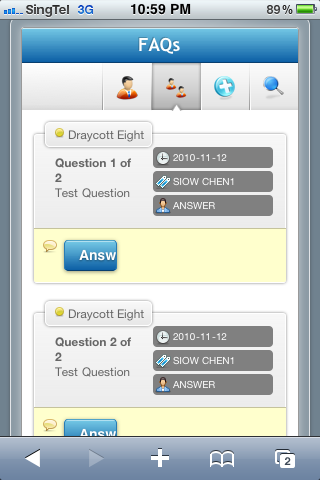 SingTel 3G 10:59 PM 89%
FAQs
Draycott Eight
Question 1 of
2
Test Question
2010-11-12
SIOW CHEN1
ANSWER
Answ
Draycott Eight
Question 2 of
2
Test Question
2010-11-12
SIOW CHEN1
ANSWER
Answ
2